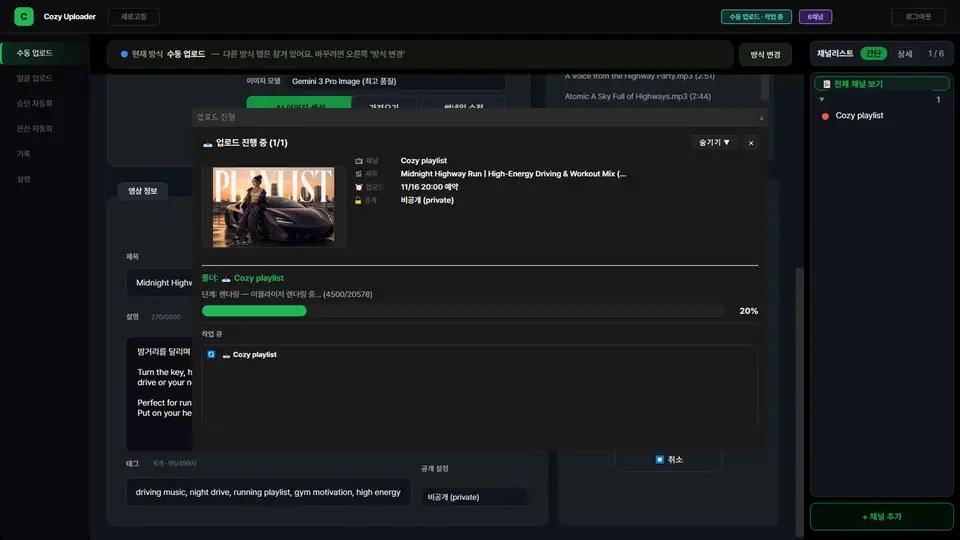 C
Cozy Uploader
새로고침
수동 업로드 · 작업 중
6채널
로그아웃
수동 업로드
일괄 업로드
승인 자동화
완전 자동화
기록
설정
현재 방식 수동 업로드 — 다른 방식 탭은 잠겨 있어요. 바꾸려면 오른쪽 '방식 변경'
방식 변경
채널리스트 간단 상세 1 / 6
전체 채널 보기
1
Cozy playlist
이미지 모델 Gemini 3 Pro Image (최고 품질)
A Voice from the Highway Party.mp3 (2:51)
Atomic A Sky Full of Highways.mp3 (2:44)
업로드 진행
업로드 진행 중 (1/1)
숨기기 ▼
×
PLAYLIST
채널 Cozy playlist
제목 Midnight Highway Run | High-Energy Driving & Workout Mix (...
업로드 11/16 20:00 예약
공개 비공개 (private)
폴더: Cozy playlist
단계: 렌더링 — 이퀄라이저 렌더링 중... (4500/20578)
20%
작업 큐
Cozy playlist
영상 정보
제목
Midnight Highw
설명 270/5000
밤거리를 달리며
Turn the key, h
drive or your n
Perfect for run
Put on your he
태그
driving music, night drive, running playlist, gym motivation, high energy
공개 설정
비공개 (private)
취소
+ 채널 추가